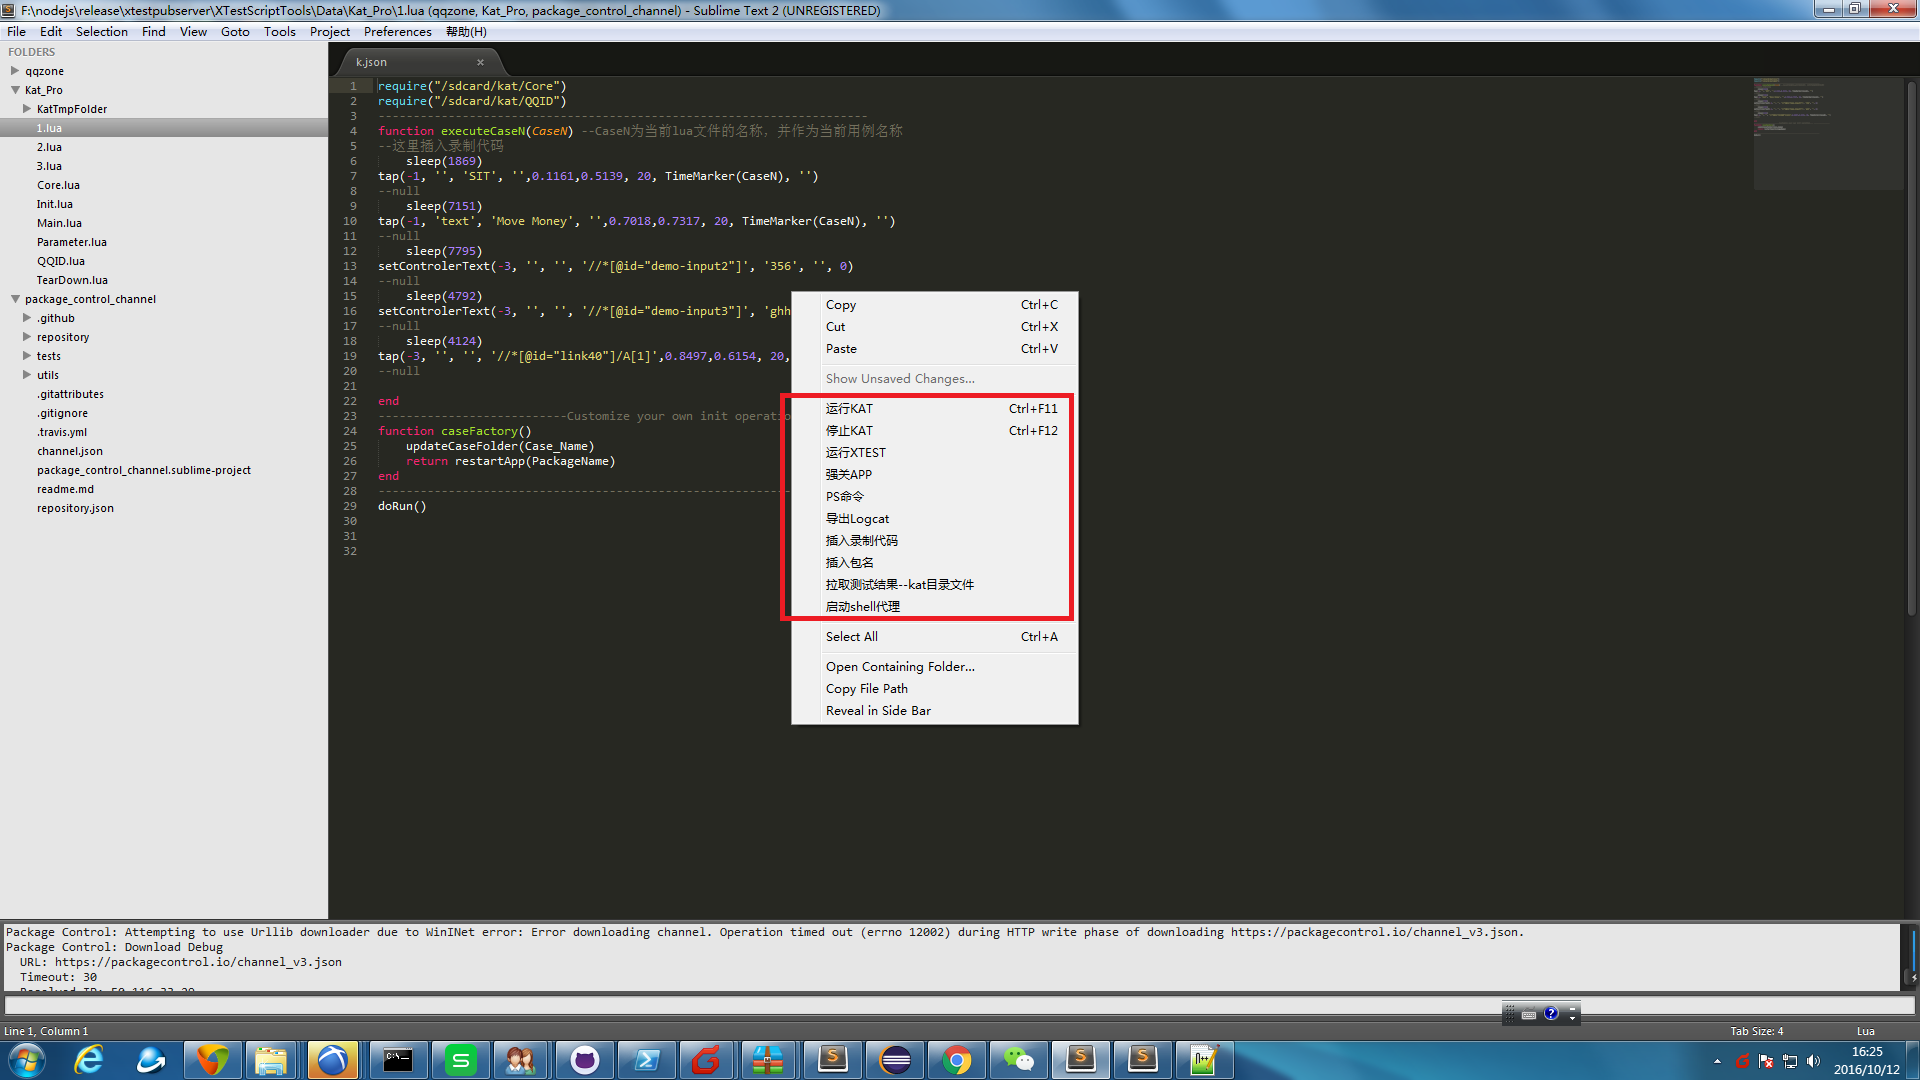 F:\nodejs\release\xtestpubserver\XTestScriptTools\Data\Kat_Pro\1.lua (qqzone, Kat_Pro, package_control_channel) - Sublime Text 2 (UNREGISTERED)
File Edit Selection Find View Goto Tools Project Preferences 帮助(H)
FOLDERS
qqzone
Kat_Pro
KatTmpFolder
1.lua
2.lua
3.lua
Core.lua
Init.lua
Main.lua
Parameter.lua
QQID.lua
TearDown.lua
package_control_channel
.github
repository
tests
utils
.gitattributes
.gitignore
.travis.yml
channel.json
package_control_channel.sublime-project
readme.md
repository.json
k.json ×
1 require("/sdcard/kat/Core")
2 require("/sdcard/kat/QQID")
3 ----------------------------------------------------------------------
4 function executeCaseN(CaseN) --CaseN为当前lua文件的名称，并作为当前用例名称
5 --这里插入录制代码
6 sleep(1869)
7 tap(-1, '', 'SIT', '',0.1161,0.5139, 20, TimeMarker(CaseN), '')
8 --null
9 sleep(7151)
10 tap(-1, 'text', 'Move Money', '',0.7018,0.7317, 20, TimeMarker(CaseN), '')
11 --null
12 sleep(7795)
13 setControlerText(-3, '', '', '//*[@id="demo-input2"]', '356', '', 0)
14 --null
15 sleep(4792)
16 setControlerText(-3, '', '', '//*[@id="demo-input3"]', 'ghh
17 --null
18 sleep(4124)
19 tap(-3, '', '', '//*[@id="link40"]/A[1]',0.8497,0.6154, 20,
20 --null
21
22 end
23 ---------------------------Customize your own init operatio
24 function caseFactory()
25 updateCaseFolder(Case_Name)
26 return restartApp(PackageName)
27 end
28 -----------------------------------------------------------
29 doRun()
30
31
32
Copy Ctrl+C
Cut Ctrl+X
Paste Ctrl+V
Show Unsaved Changes...
运行KAT Ctrl+F11
停止KAT Ctrl+F12
运行XTEST
强关APP
PS命令
导出Logcat
插入录制代码
插入包名
拉取测试结果--kat目录文件
启动shell代理
Select All Ctrl+A
Open Containing Folder...
Copy File Path
Reveal in Side Bar
Package Control: Attempting to use Urllib downloader due to WinINet error: Error downloading channel. Operation timed out (errno 12002) during HTTP write phase of downloading https://packagecontrol.io/channel_v3.json.
Package Control: Download Debug
URL: https://packagecontrol.io/channel_v3.json
Timeout: 30
Line 1, Column 1
Tab Size: 4
Lua
16:25
2016/10/12